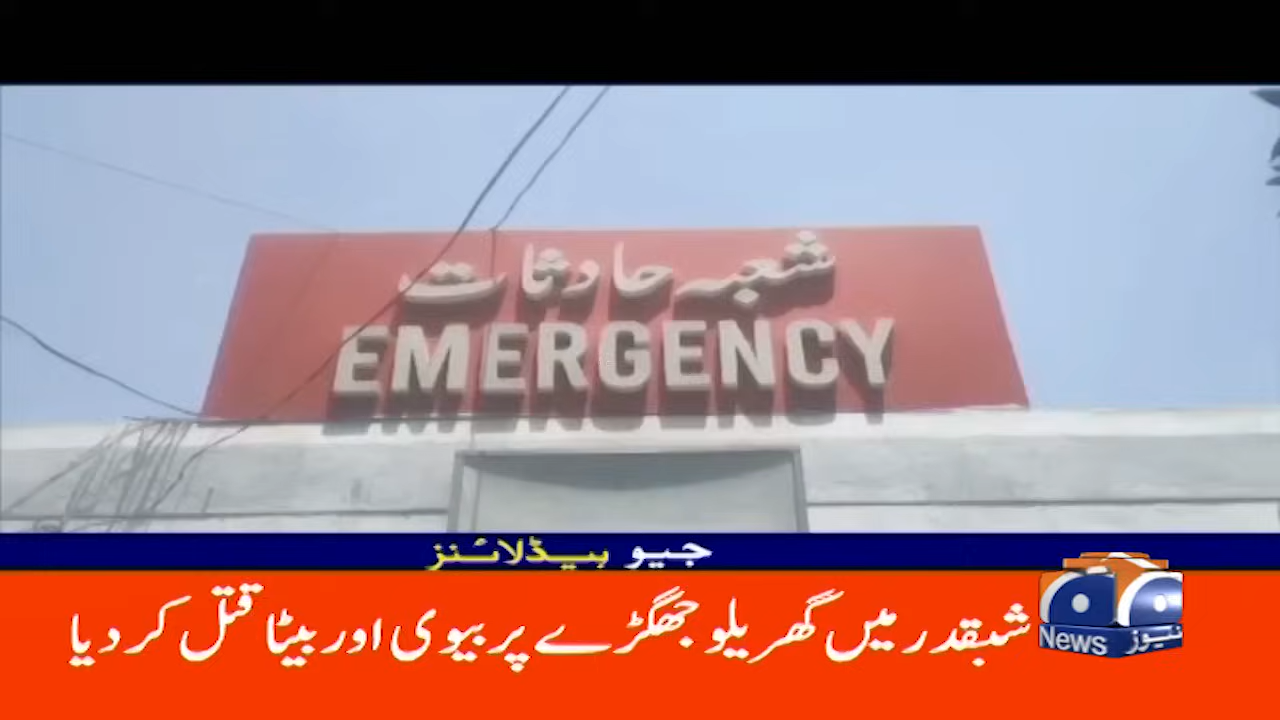 شعبہ حادثات
EMERGENCY
جیو ہیڈلائنز
شبقدر میں گھریلو جھگڑے پر بیوی اور بیٹا قتل کر دیا
News نیوز